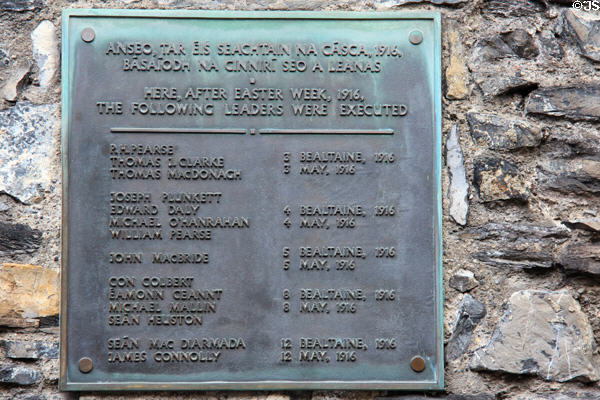 ANSEO, TAR ÉIS SEACHTAIN NA CÁSCA, 1916,
BÁSAÍODH NA CINNIRÍ SEO A LEANAS
HERE, AFTER EASTER WEEK, 1916,
THE FOLLOWING LEADERS WERE EXECUTED
P.H. PEARSE
THOMAS J. CLARKE 3 BEALTAINE, 1916
THOMAS MACDONAGH 3 MAY, 1916
JOSEPH PLUNKETT
EDWARD DALY 4 BEALTAINE, 1916
MICHAEL O'HANRAHAN 4 MAY, 1916
WILLIAM PEARSE
JOHN MACBRIDE 5 BEALTAINE, 1916
5 MAY, 1916
CON COLBERT
ÉAMONN CEANNT 8 BEALTAINE, 1916
MICHAEL MALLIN 8 MAY, 1916
SEÁN HEUSTON
SEÁN MAC DIARMADA 12 BEALTAINE, 1916
JAMES CONNOLLY 12 MAY, 1916